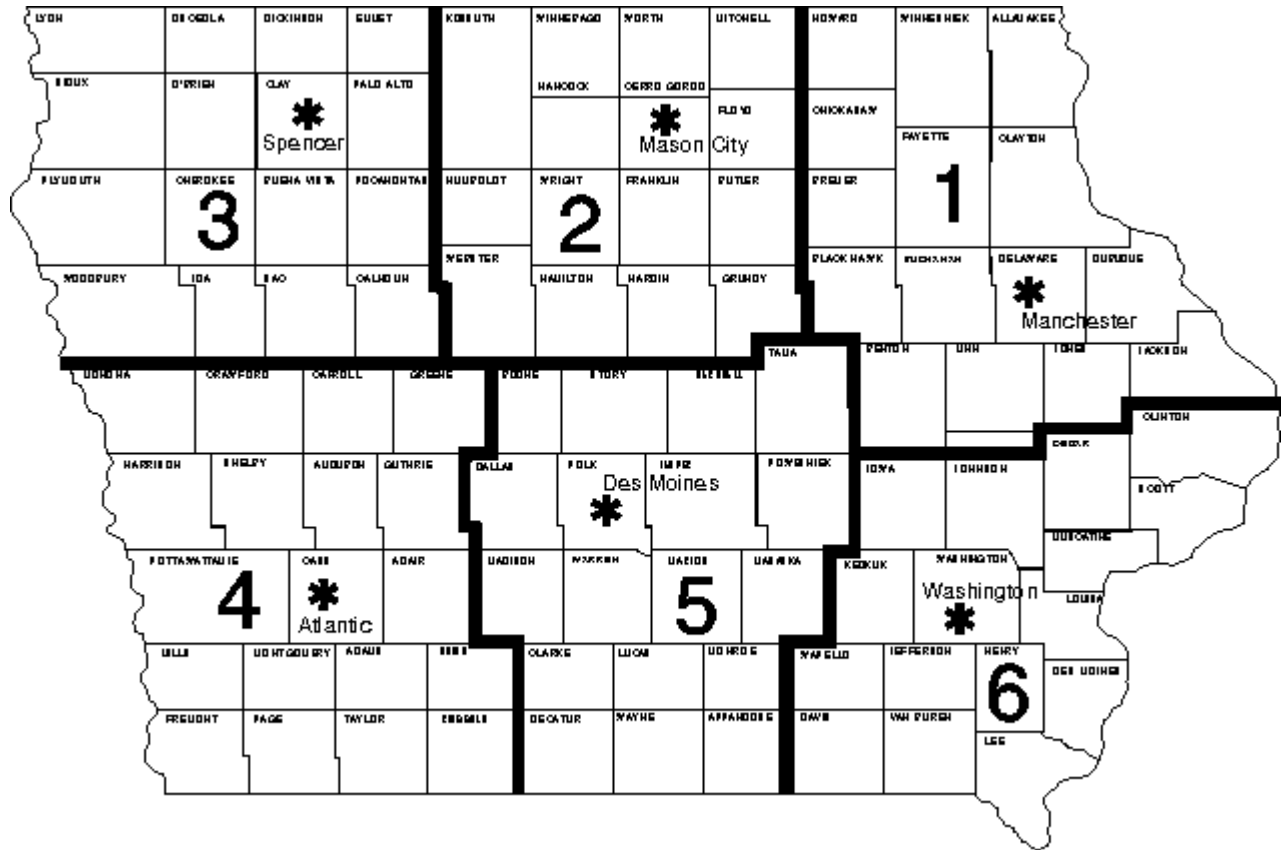 LYON OSCEOLA DICKINSON EMMET KOSSUTH WINNEBAGO WORTH MITCHELL HOWARD WINNESHIEK ALLAMAKEE
SIOUX O'BRIEN CLAY PALO ALTO HANCOCK CERRO GORDO FLOYD CHICKASAW
Spencer Mason City FAYETTE CLAYTON
PLYMOUTH CHEROKEE BUENA VISTA POCAHONTAS HUMBOLDT WRIGHT FRANKLIN BUTLER BREMER
3 2 1
WEBSTER BLACK HAWK BUCHANAN DELAWARE DUBUQUE
WOODBURY IDA SAC CALHOUN HAMILTON HARDIN GRUNDY
Manchester
TAMA BENTON LINN JONES JACKSON
MONONA CRAWFORD CARROLL GREENE BOONE STORY MARSHALL
CLINTON
CEDAR
HARRISON SHELBY AUDUBON GUTHRIE DALLAS POLK JASPER POWESHIEK IOWA JOHNSON
Des Moines SCOTT
MUSCATINE
POTTAWATTAMIE CASS ADAIR MADISON WARREN MARION MAHASKA KEOKUK WASHINGTON
4 5 Washington LOUISA
Atlantic
MILLS MONTGOMERY ADAMS UNION CLARKE LUCAS MONROE WAPELLO JEFFERSON HENRY
6 DES MOINES
FREMONT PAGE TAYLOR RINGGOLD DECATUR WAYNE APPANOOSE DAVIS VAN BUREN
LEE